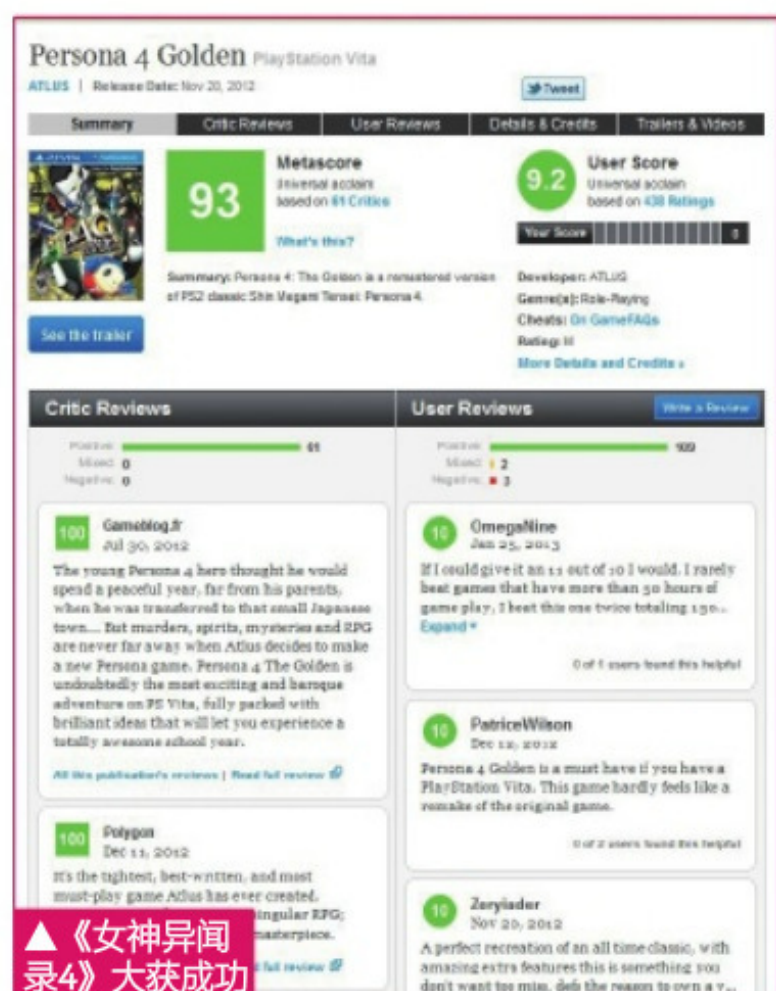 Persona 4 Golden PlayStation Vita
ATLUS | Release Date: Nov 20, 2012
Tweet
Summary Critic Reviews User Reviews Details & Credits Trailers & Videos
93
Metascore
Universal acclaim
based on 61 Critics
What's this?
Summary: Persona 4: The Golden is a remastered version
of PS2 classic Shin Megami Tensei: Persona 4.
See the trailer
9.2
User Score
Universal acclaim
based on 438 Ratings
Your Score 0
Developer: ATLUS
Genre(s): Role-Playing
Cheats: On GameFAQs
Rating: M
More Details and Credits »
Critic Reviews
Positive: 61
Mixed: 0
Negative: 0
100 Gameblog.fr
Jul 30, 2012
The young Persona 4 hero thought he would
spend a peaceful year, far from his parents,
when he was transferred to that small Japanese
town.... But murders, spirits, mysteries and RPG
are never far away when Atlus decides to make
a new Persona game. Persona 4 The Golden is
undoubtedly the most exciting and baroque
adventure on PS Vita, fully packed with
brilliant ideas that will let you experience a
totally awesome school year.
All this publication's reviews | Read full review
100 Polygon
Dec 11, 2012
It's the tightest, best-written, and most
must-play game Atlus has ever created.
singular RPG;
masterpiece.
full review
User Reviews Write a Review
Positive: 109
Mixed: 2
Negative: 3
10 OmegaNine
Jan 25, 2013
If I could give it an 11 out of 10 I would. I rarely
beat games that have more than 50 hours of
game play, I beat this one twice totaling 130...
Expand
0 of 1 users found this helpful
10 PatriceWilson
Dec 12, 2012
Persona 4 Golden is a must have if you have a
PlayStation Vita. This game hardly feels like a
remake of the original game.
0 of 2 users found this helpful
10 Zeryiader
Nov 20, 2012
A perfect recreation of an all time classic, with
amazing extra features this is something you
don't want too miss, defs the reason to own a v...
▲《女神异闻
录4》大获成功